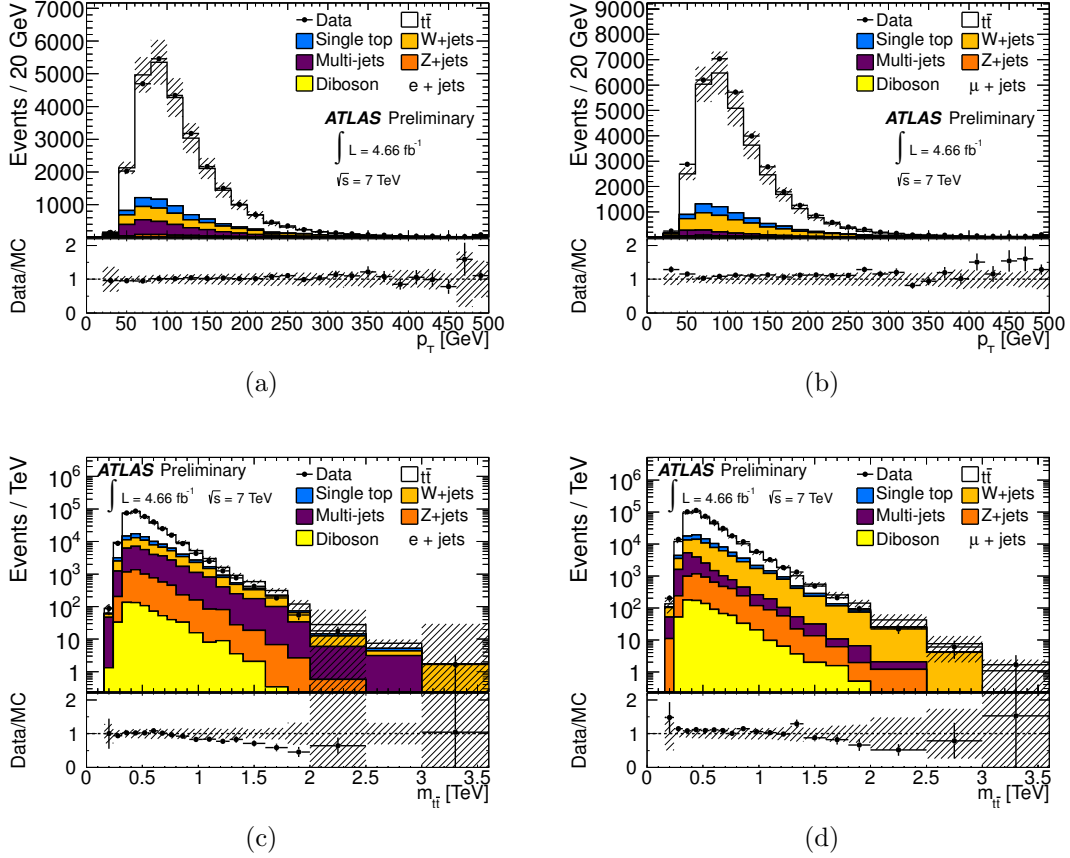 Events / 20 GeV
7000
6000
5000
4000
3000
2000
1000
Data
tt̄
Single top
W+jets
Multi-jets
Z+jets
Diboson
e + jets
ATLAS Preliminary
∫ L = 4.66 fb⁻¹
√s = 7 TeV
Data/MC
2
1
0
0 50 100 150 200 250 300 350 400 450 500
p_T [GeV]
(a)
Events / 20 GeV
9000
8000
7000
6000
5000
4000
3000
2000
1000
Data
tt̄
Single top
W+jets
Multi-jets
Z+jets
Diboson
μ + jets
ATLAS Preliminary
∫ L = 4.66 fb⁻¹
√s = 7 TeV
Data/MC
2
1
0
0 50 100 150 200 250 300 350 400 450 500
p_T [GeV]
(b)
Events / TeV
10⁶
10⁵
10⁴
10³
10²
10
1
ATLAS Preliminary
∫ L = 4.66 fb⁻¹ √s = 7 TeV
Data
tt̄
Single top
W+jets
Multi-jets
Z+jets
Diboson
e + jets
Data/MC
2
1
0
0 0.5 1 1.5 2 2.5 3 3.5
m_tt̄ [TeV]
(c)
Events / TeV
10⁶
10⁵
10⁴
10³
10²
10
1
ATLAS Preliminary
∫ L = 4.66 fb⁻¹ √s = 7 TeV
Data
tt̄
Single top
W+jets
Multi-jets
Z+jets
Diboson
μ + jets
Data/MC
2
1
0
0 0.5 1 1.5 2 2.5 3 3.5
m_tt̄ [TeV]
(d)